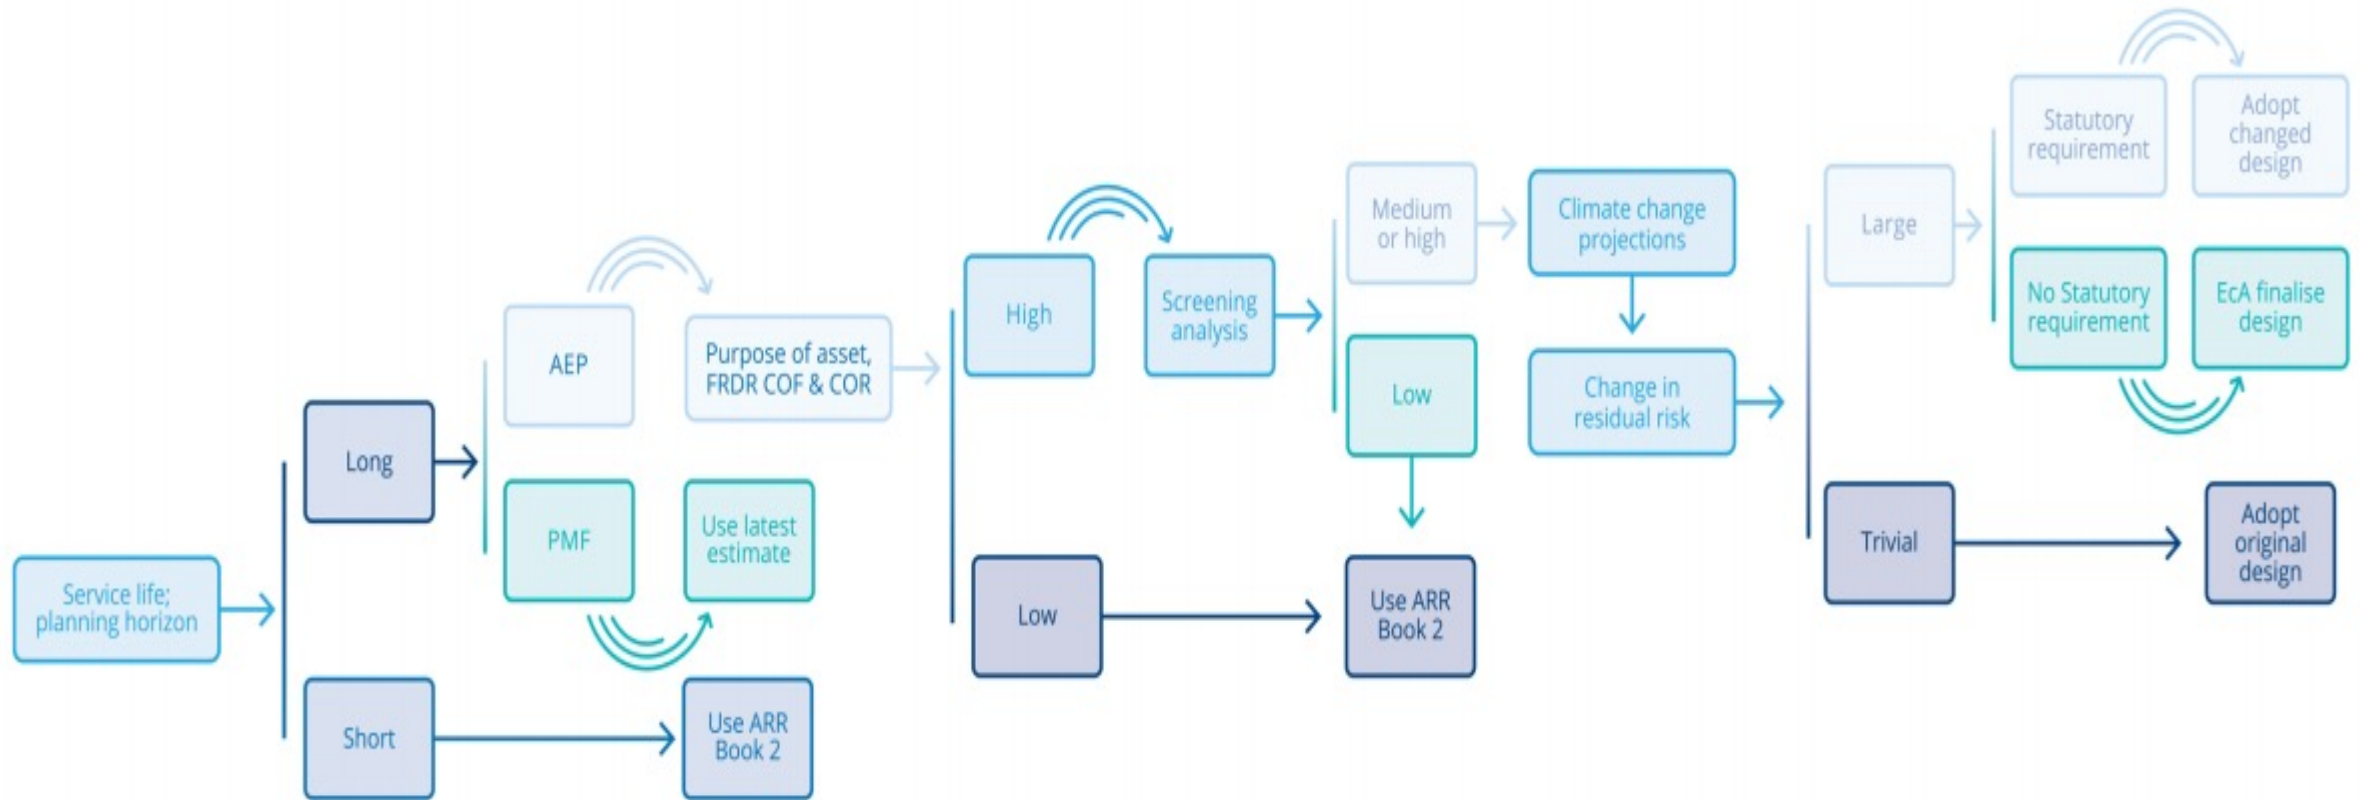 Service life;
planning horizon
Long
Short
AEP
PMF
Purpose of asset,
FRDR COF & COR
Use latest
estimate
Use ARR
Book 2
High
Low
Screening
analysis
Medium
or high
Low
Use ARR
Book 2
Climate change
projections
Change in
residual risk
Large
Trivial
Statutory
requirement
No Statutory
requirement
Adopt
changed
design
EcA finalise
design
Adopt
original
design